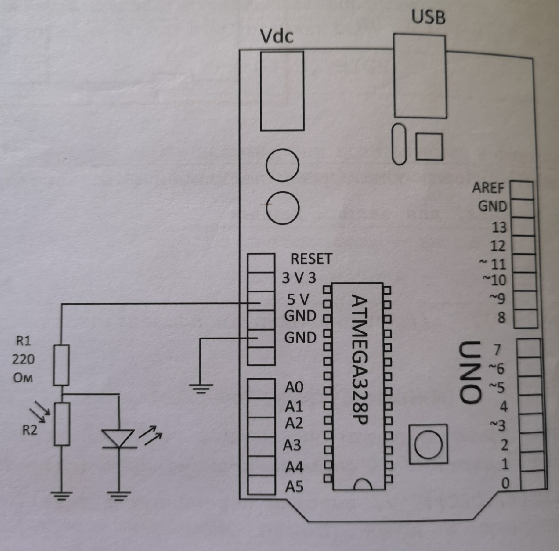 USB
Vdc
AREF
GND
13
12
~ 11
~10
~9
8
RESET
3 V 3
5 V
GND
GND
ATMEGA328P
UNO
7
~6
~5
4
~3
2
1
0
A0
A1
A2
A3
A4
A5
R1
220
Ом
R2